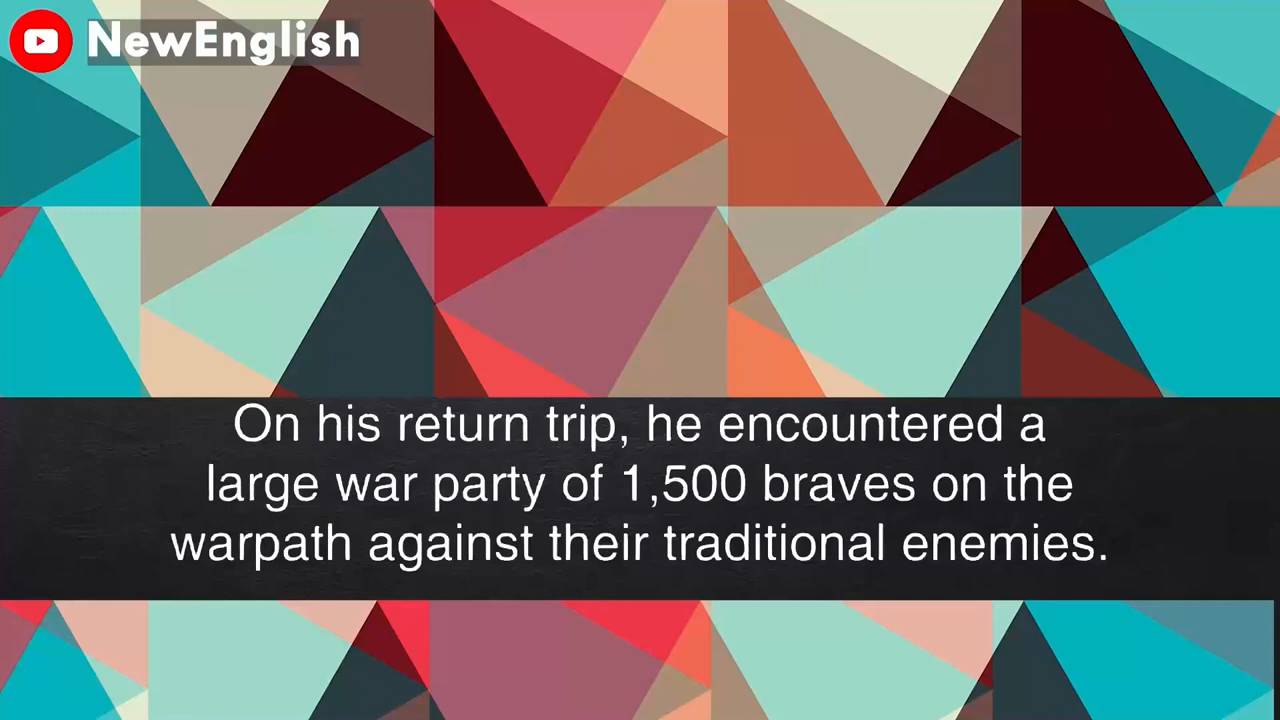 NewEnglish
On his return trip, he encountered a
large war party of 1,500 braves on the
warpath against their traditional enemies.